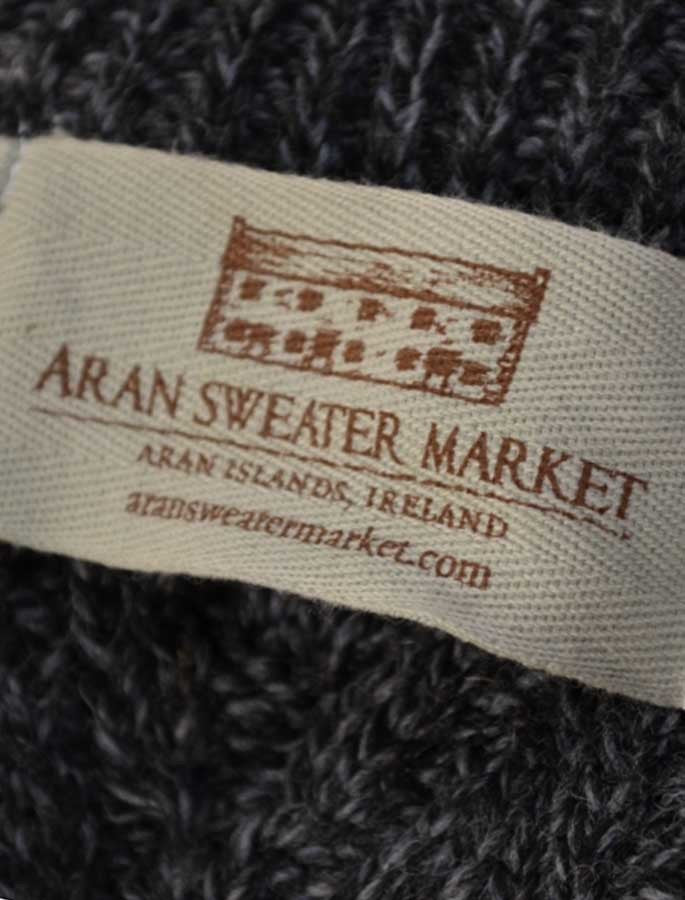 ARAN SWEATER MARKET
ARAN ISLANDS, IRELAND
aransweatermarket.com